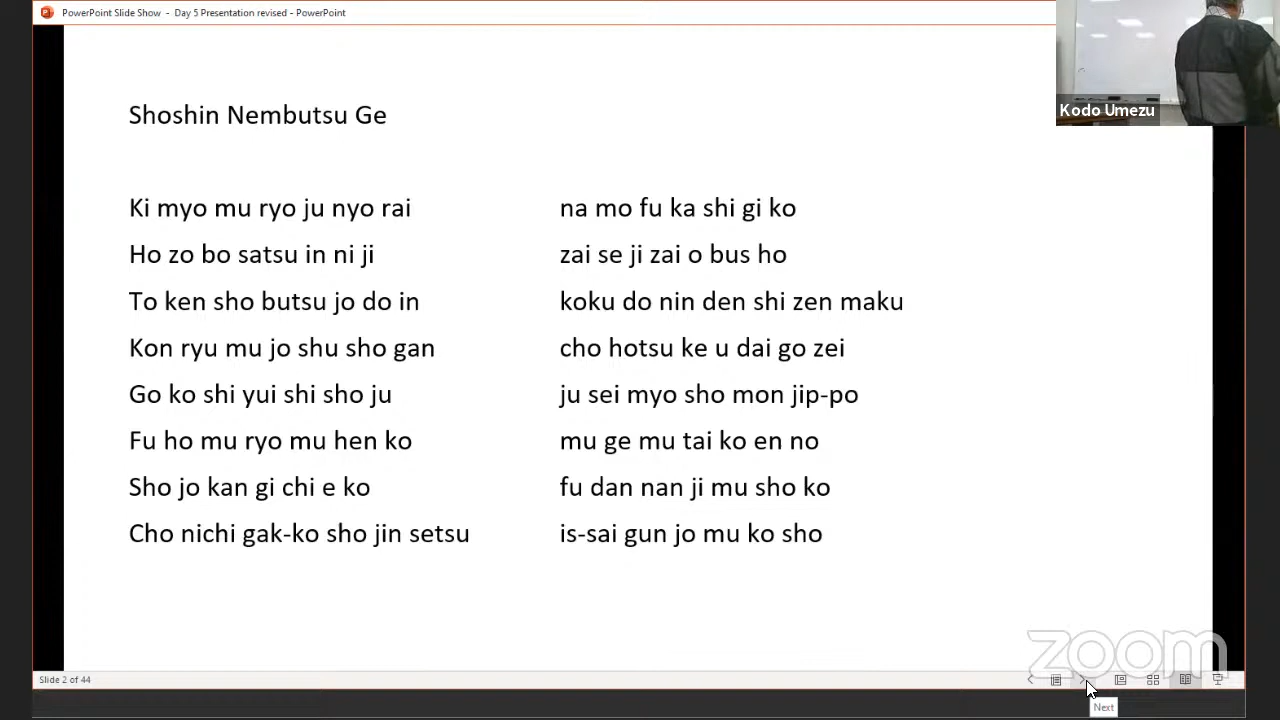 PowerPoint Slide Show - Day 5 Presentation revised - PowerPoint
Kodo Umezu
Shoshin Nembutsu Ge
Ki myo mu ryo ju nyo rai na mo fu ka shi gi ko
Ho zo bo satsu in ni ji zai se ji zai o bus ho
To ken sho butsu jo do in koku do nin den shi zen maku
Kon ryu mu jo shu sho gan cho hotsu ke u dai go zei
Go ko shi yui shi sho ju ju sei myo sho mon jip-po
Fu ho mu ryo mu hen ko mu ge mu tai ko en no
Sho jo kan gi chi e ko fu dan nan ji mu sho ko
Cho nichi gak-ko sho jin setsu is-sai gun jo mu ko sho
zoom
Slide 2 of 44
Next